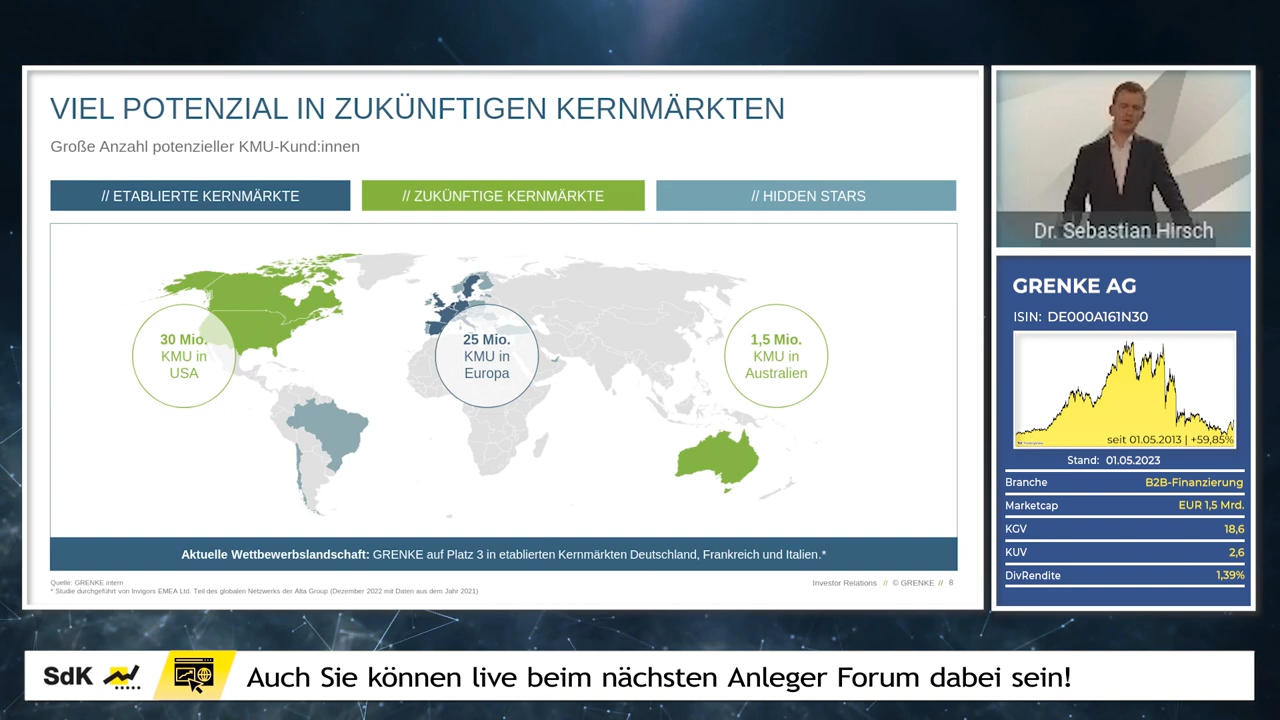 VIEL POTENZIAL IN ZUKÜNFTIGEN KERNMÄRKTEN
Große Anzahl potenzieller KMU-Kund:innen
// ETABLIERTE KERNMÄRKTE
// ZUKÜNFTIGE KERNMÄRKTE
// HIDDEN STARS
30 Mio.
KMU in
USA
25 Mio.
KMU in
Europa
1,5 Mio.
KMU in
Australien
Aktuelle Wettbewerbslandschaft: GRENKE auf Platz 3 in etablierten Kernmärkten Deutschland, Frankreich und Italien.*
Quelle: GRENKE intern
* Studie durchgeführt von Invigors EMEA Ltd. Teil des globalen Netzwerks der Alta Group (Dezember 2022 mit Daten aus dem Jahr 2021)
Investor Relations // © GRENKE // 8
Dr. Sebastian Hirsch
GRENKE AG
ISIN: DE000A161N30
seit 01.05.2013 | +59,85%
Stand: 01.05.2023
Branche B2B-Finanzierung
Marketcap EUR 1,5 Mrd.
KGV 18,6
KUV 2,6
DivRendite 1,39%
SdK
Auch Sie können live beim nächsten Anleger Forum dabei sein!